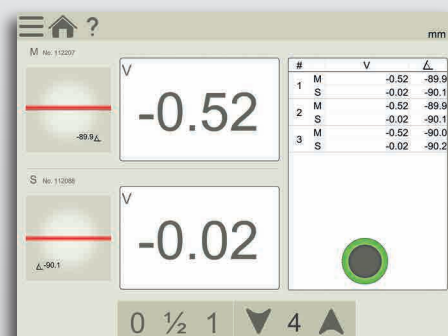 ?
mm
M No. 112207
V
-0.52
-89.9
# V
1 M -0.52 -89.9
S -0.02 -90.1
2 M -0.52 -89.9
S -0.02 -90.1
3 M -0.52 -90.0
S -0.02 -90.2
S No. 112088
V
-0.02
-90.1
0 ½ 1 4